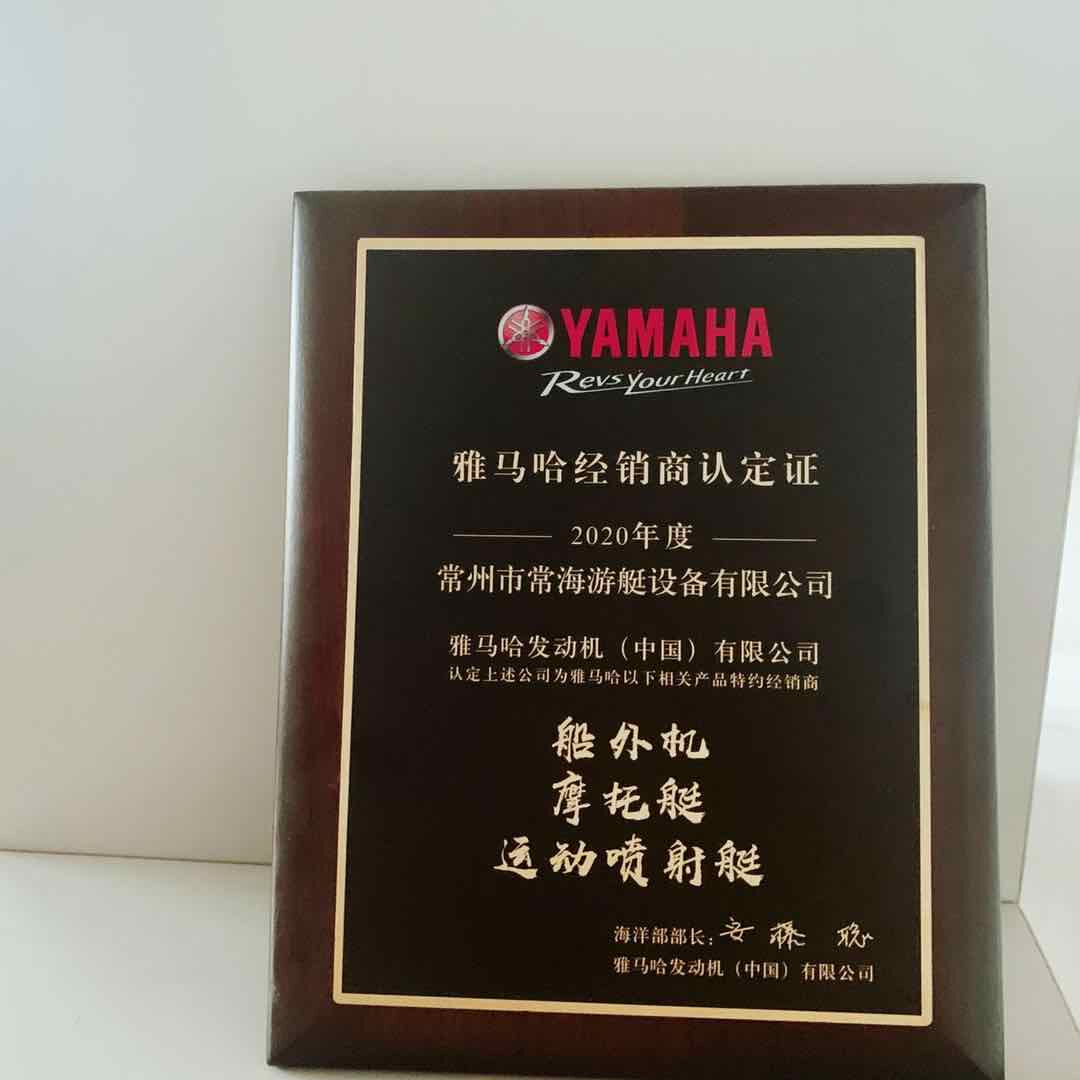 YAMAHA
Revs Your Heart
雅马哈经销商认定证
2020年度
常州市常海游艇设备有限公司
雅马哈发动机（中国）有限公司
认定上述公司为雅马哈以下相关产品特约经销商
船外机
摩托艇
运动喷射艇
海洋部部长：安藤 聡
雅马哈发动机（中国）有限公司